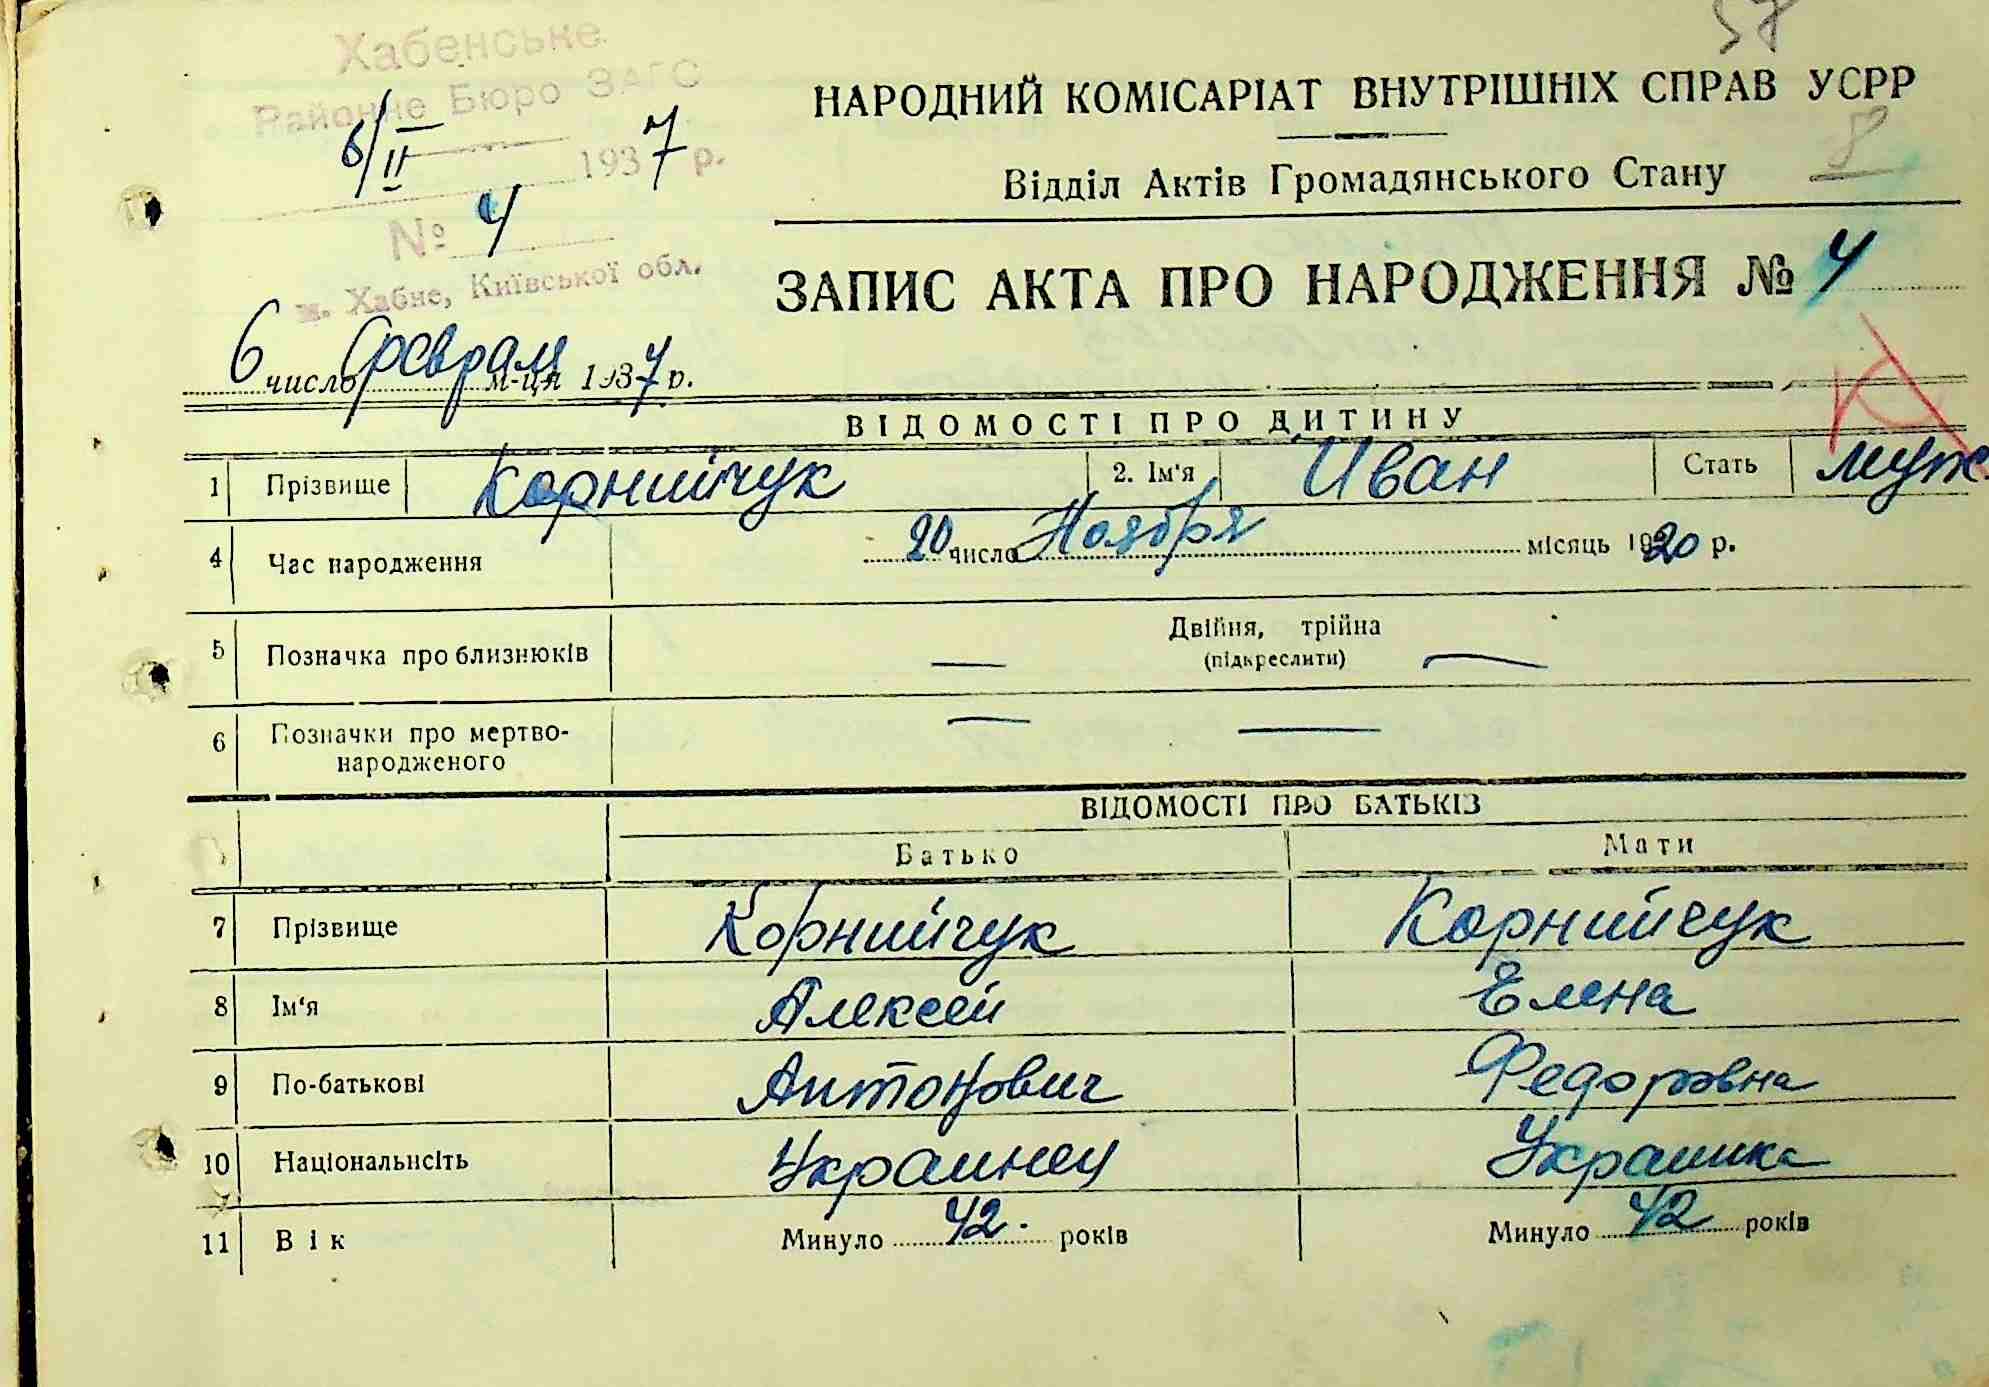 57
Хабенське
Районне Бюро ЗАГС
6/II 1937 р.
№ 4
м. Хабне, Київської обл.
НАРОДНИЙ КОМІСАРІАТ ВНУТРІШНІХ СПРАВ УСРР
8
Відділ Актів Громадянського Стану
ЗАПИС АКТА ПРО НАРОДЖЕННЯ № 4
6 число Февраля м-ця 1937 р.
ВІДОМОСТІ ПРО ДИТИНУ
1 Прізвище Корнийчук 2. Ім'я Иван Стать муж.
4 Час народження 20 число Ноября місяць 1920 р.
5 Позначка про близнюків — Двійня, трійна —
(підкреслити)
6 Позначки про мертво-
народженого — —
ВІДОМОСТІ ПРО БАТЬКІВ
Батько Мати
7 Прізвище Корнийчук Корнийчук
8 Ім'я Алексей Елена
9 По-батькові Антонович Федоровна
10 Національність Украинец Украинка
11 Вік Минуло 42 років Минуло 42 років